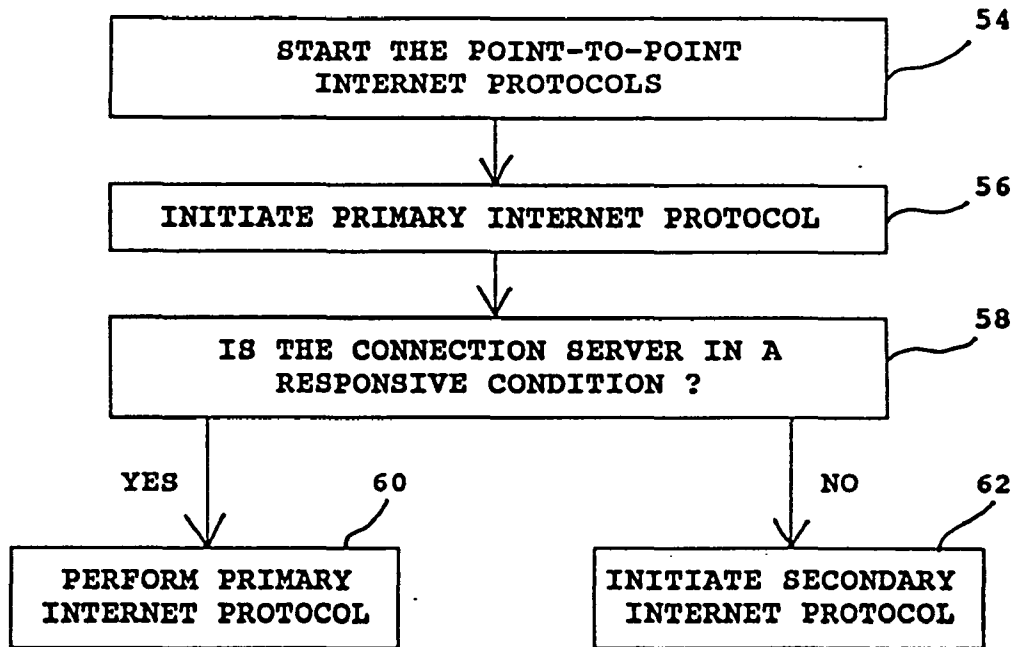 54
START THE POINT-TO-POINT
INTERNET PROTOCOLS
56
INITIATE PRIMARY INTERNET PROTOCOL
58
IS THE CONNECTION SERVER IN A
RESPONSIVE CONDITION ?
YES
60
NO
62
PERFORM PRIMARY
INTERNET PROTOCOL
INITIATE SECONDARY
INTERNET PROTOCOL